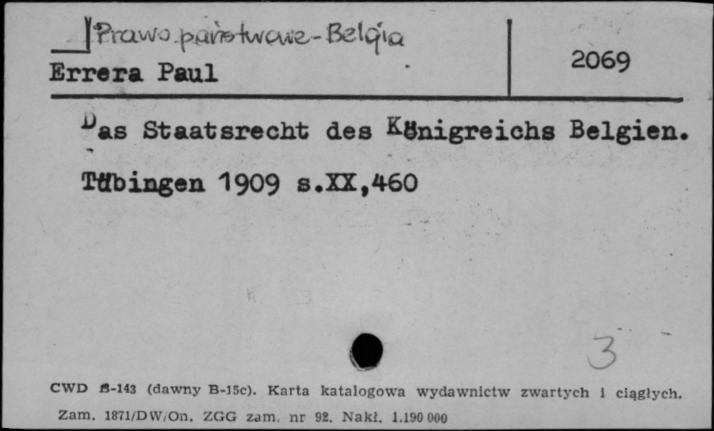 Prawo państwowe - Belgia
Errera Paul
2069
Das Staatsrecht des Königreichs Belgien.
Tübingen 1909 s.XX,460
3
CWD B-143 (dawny B-15c). Karta katalogowa wydawnictw zwartych i ciągłych.
Zam. 1871/DW/On. ZGG zam. nr 92. Nakł. 1.190 000